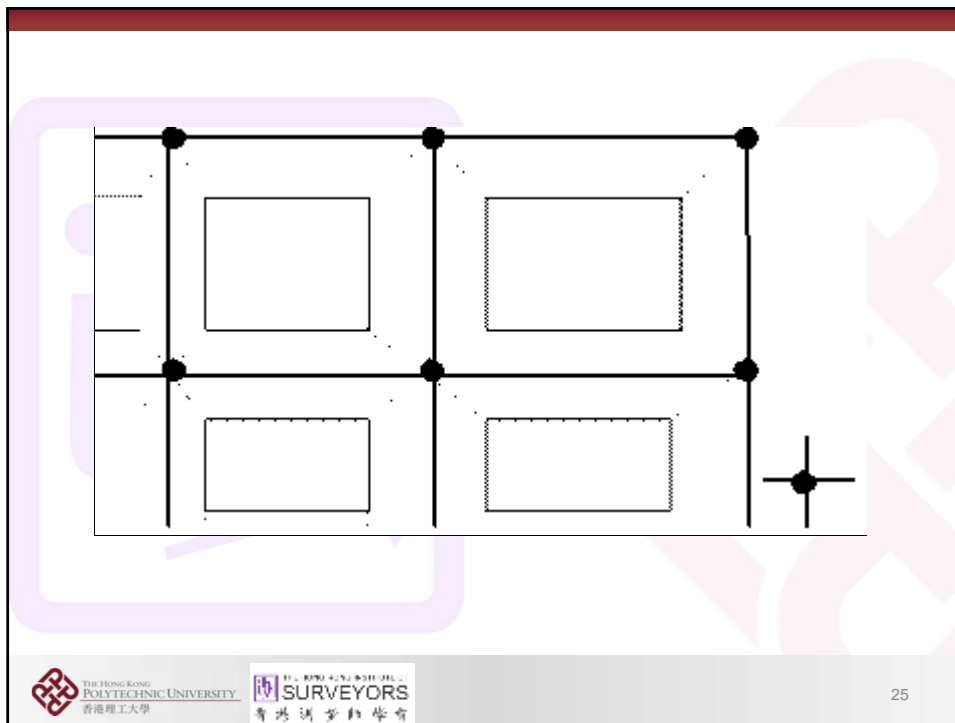 THE HONG KONG
POLYTECHNIC UNIVERSITY
香港理工大學
SURVEYORS
25